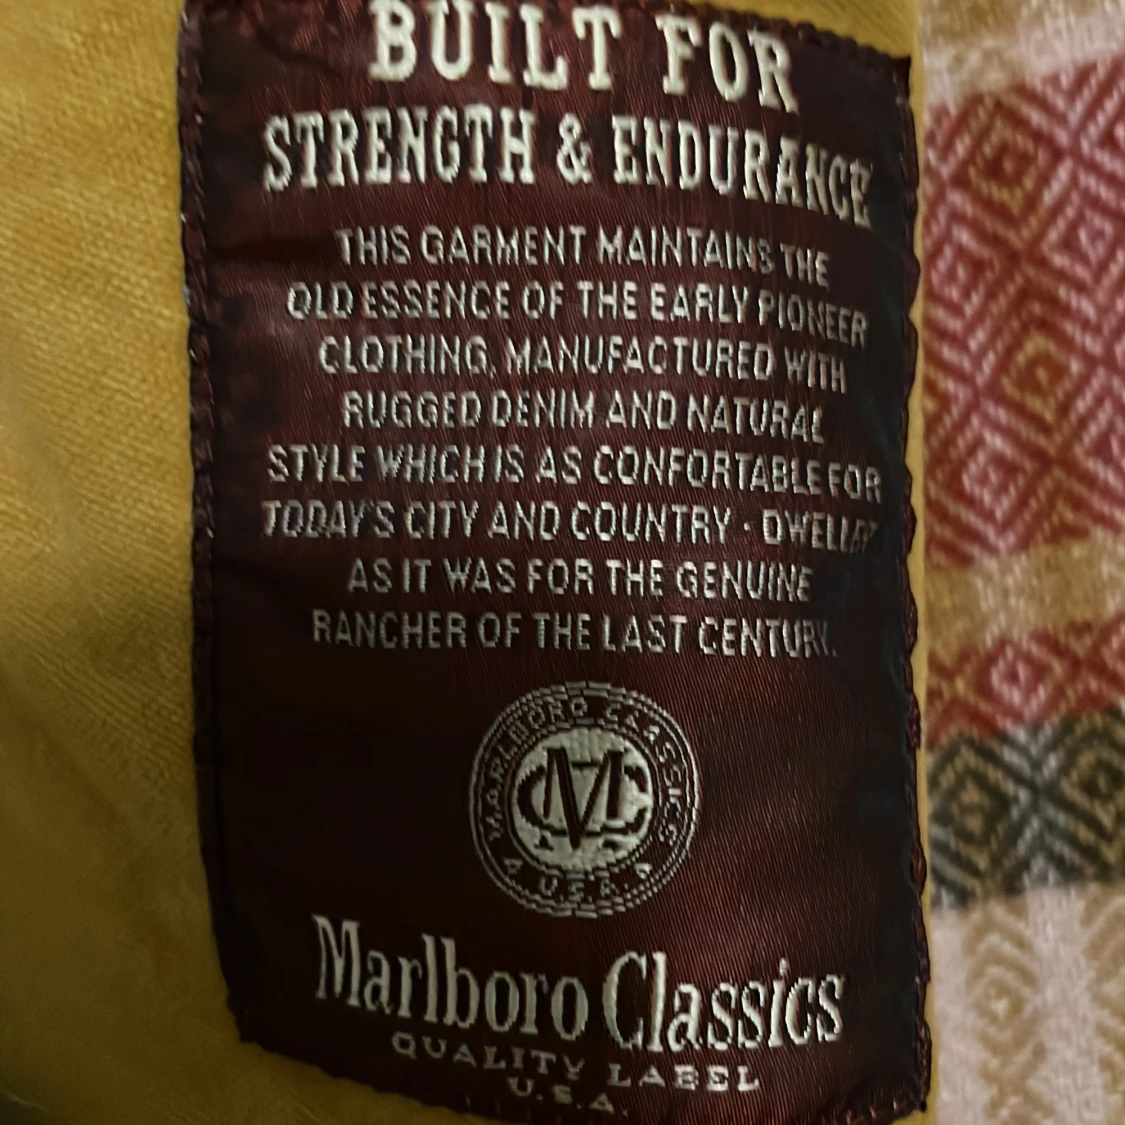 BUILT FOR
STRENGTH & ENDURANCE
THIS GARMENT MAINTAINS THE
OLD ESSENCE OF THE EARLY PIONEER
CLOTHING, MANUFACTURED WITH
RUGGED DENIM AND NATURAL
STYLE WHICH IS AS CONFORTABLE FOR
TODAY'S CITY AND COUNTRY - DWELLER
AS IT WAS FOR THE GENUINE
RANCHER OF THE LAST CENTURY.
MARLBORO CLASSICS
MC
U.S.A.
Marlboro Classics
QUALITY LABEL
U.S.A.